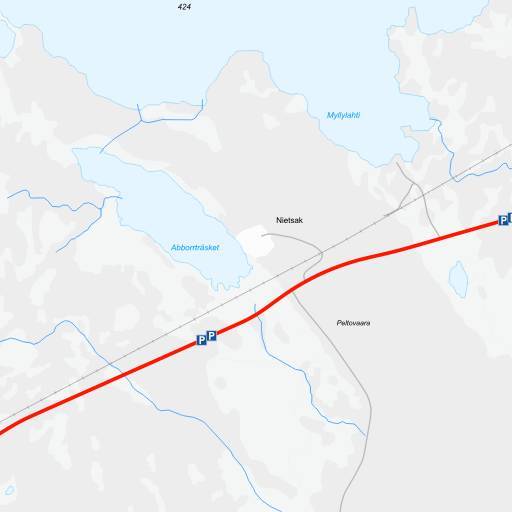 424
Myllylahti
Nietsak
P
Abborrträsket
Peltovaara
P P